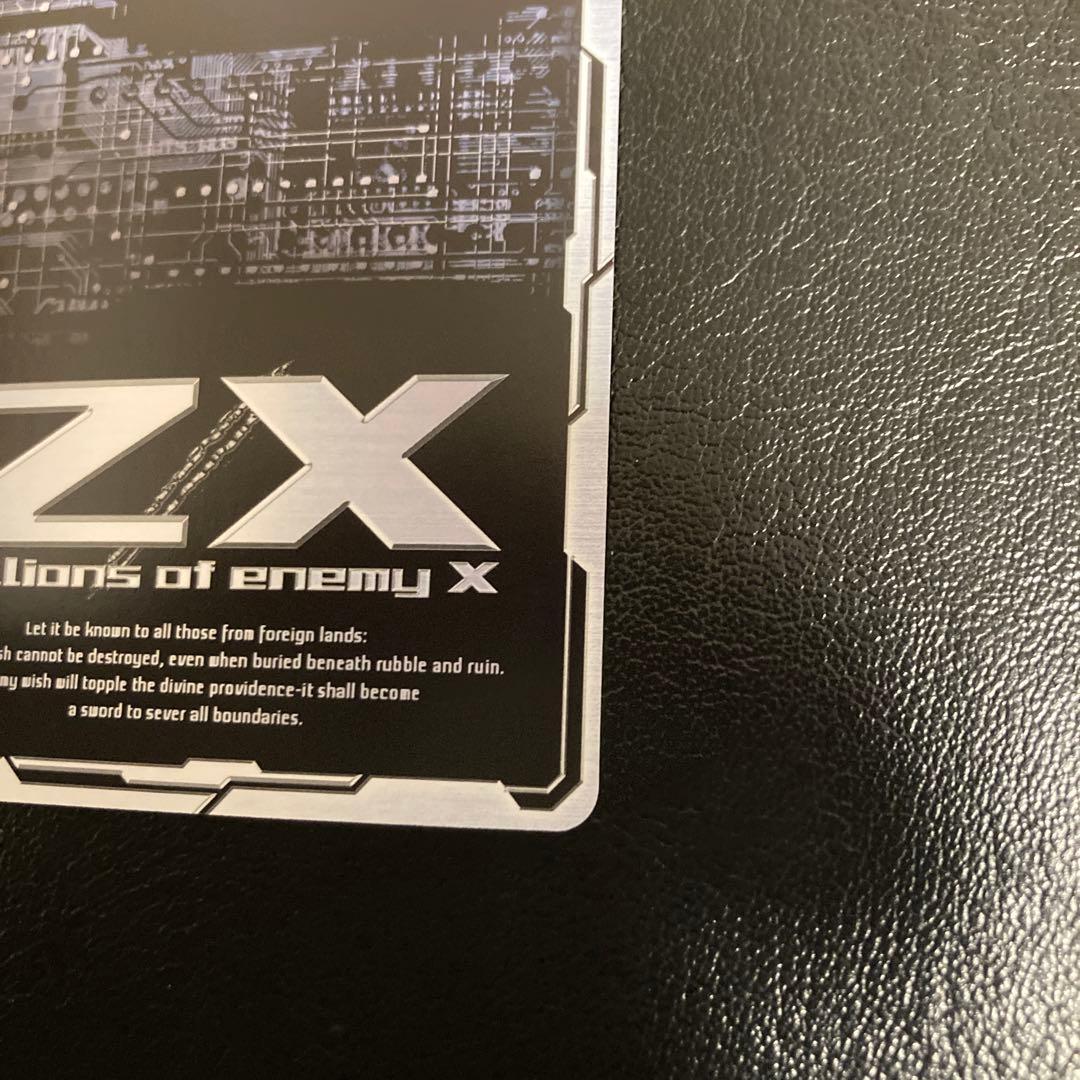 ZX
llions of enemy X
Let it be known to all those from foreign lands:
sh cannot be destroyed, even when buried beneath rubble and ruin.
my wish will topple the divine providence-it shall become
a sword to sever all boundaries.